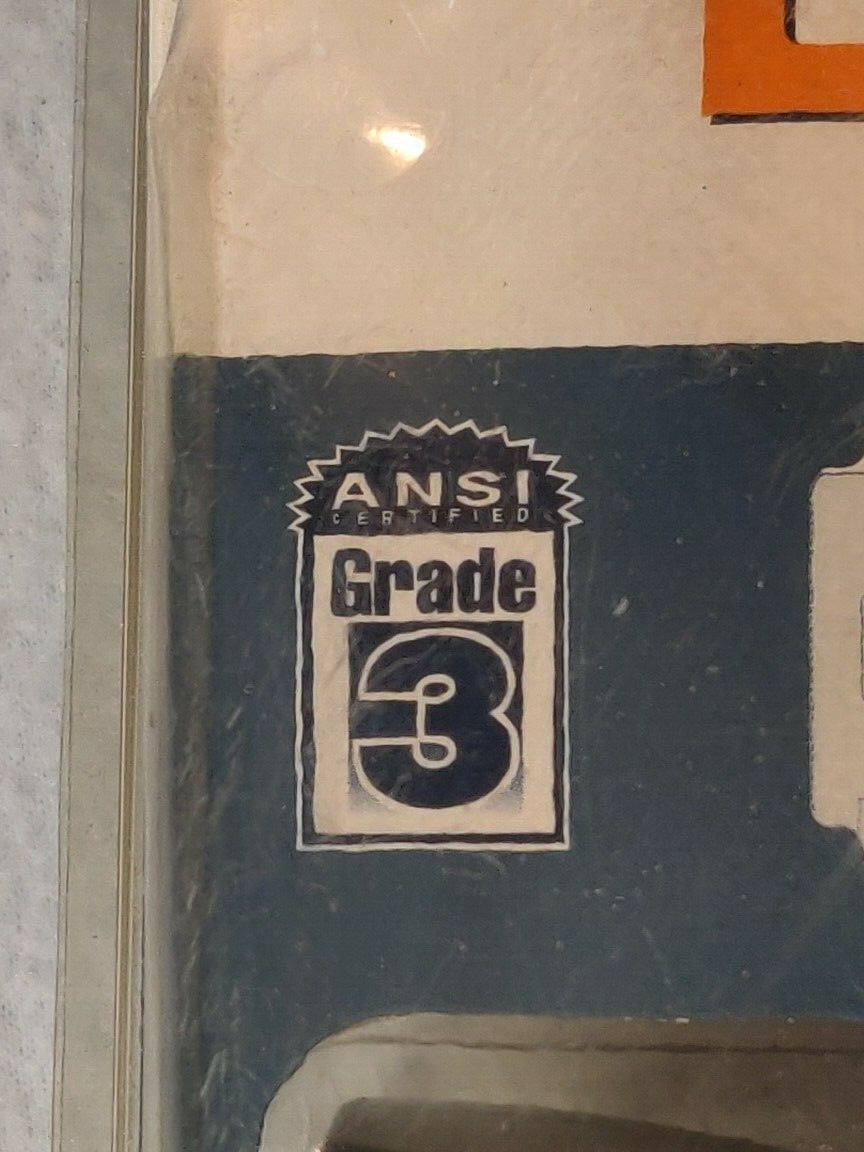 ANSI
CERTIFIED
Grade
3